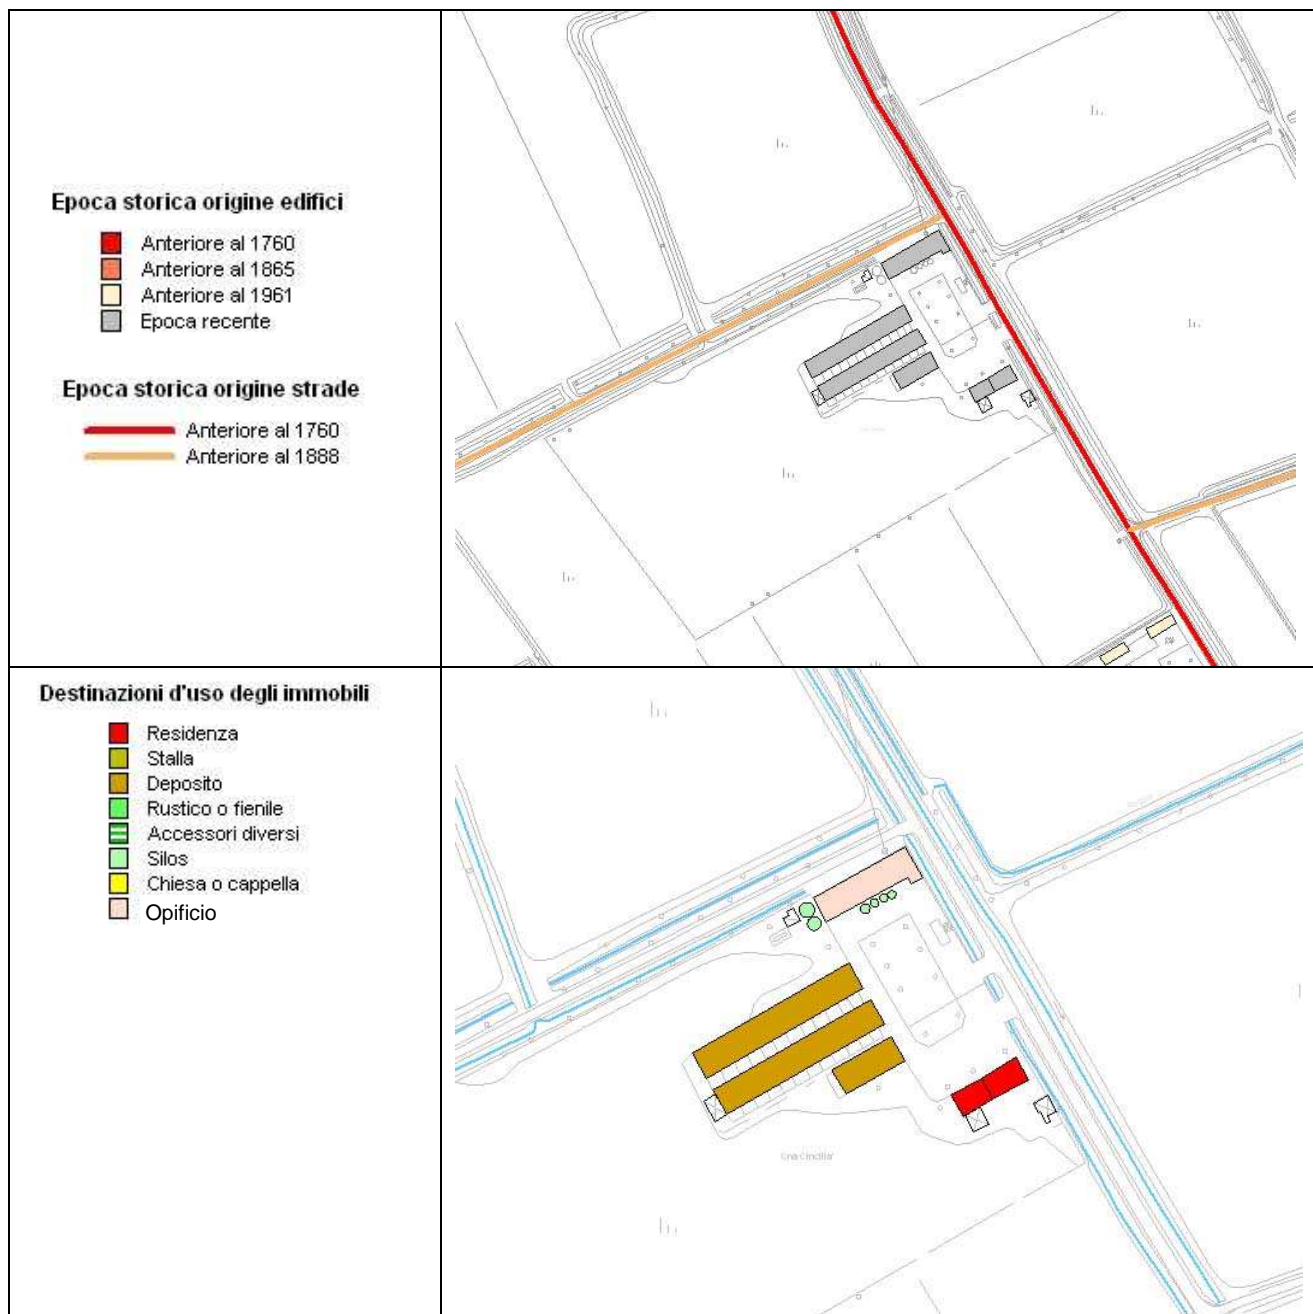 Epoca storica origine edifici
Anteriore al 1760
Anteriore al 1865
Anteriore al 1961
Epoca recente
Epoca storica origine strade
Anteriore al 1760
Anteriore al 1888
Destinazioni d'uso degli immobili
Residenza
Stalla
Deposito
Rustico o fienile
Accessori diversi
Silos
Chiesa o cappella
Opificio